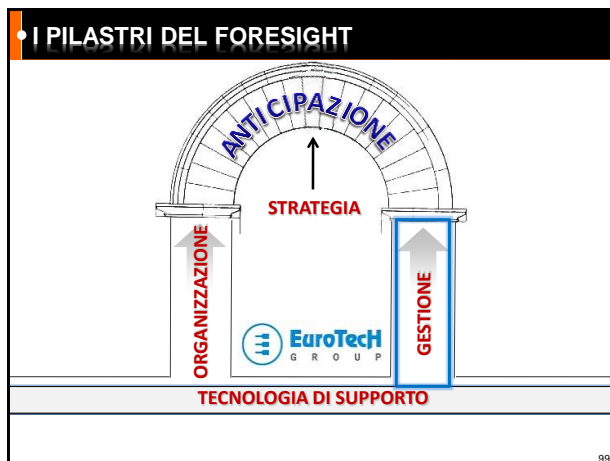 • I PILASTRI DEL FORESIGHT
ANTICIPAZIONE
STRATEGIA
ORGANIZZAZIONE
GESTIONE
EUROTECH
GROUP
TECNOLOGIA DI SUPPORTO
99